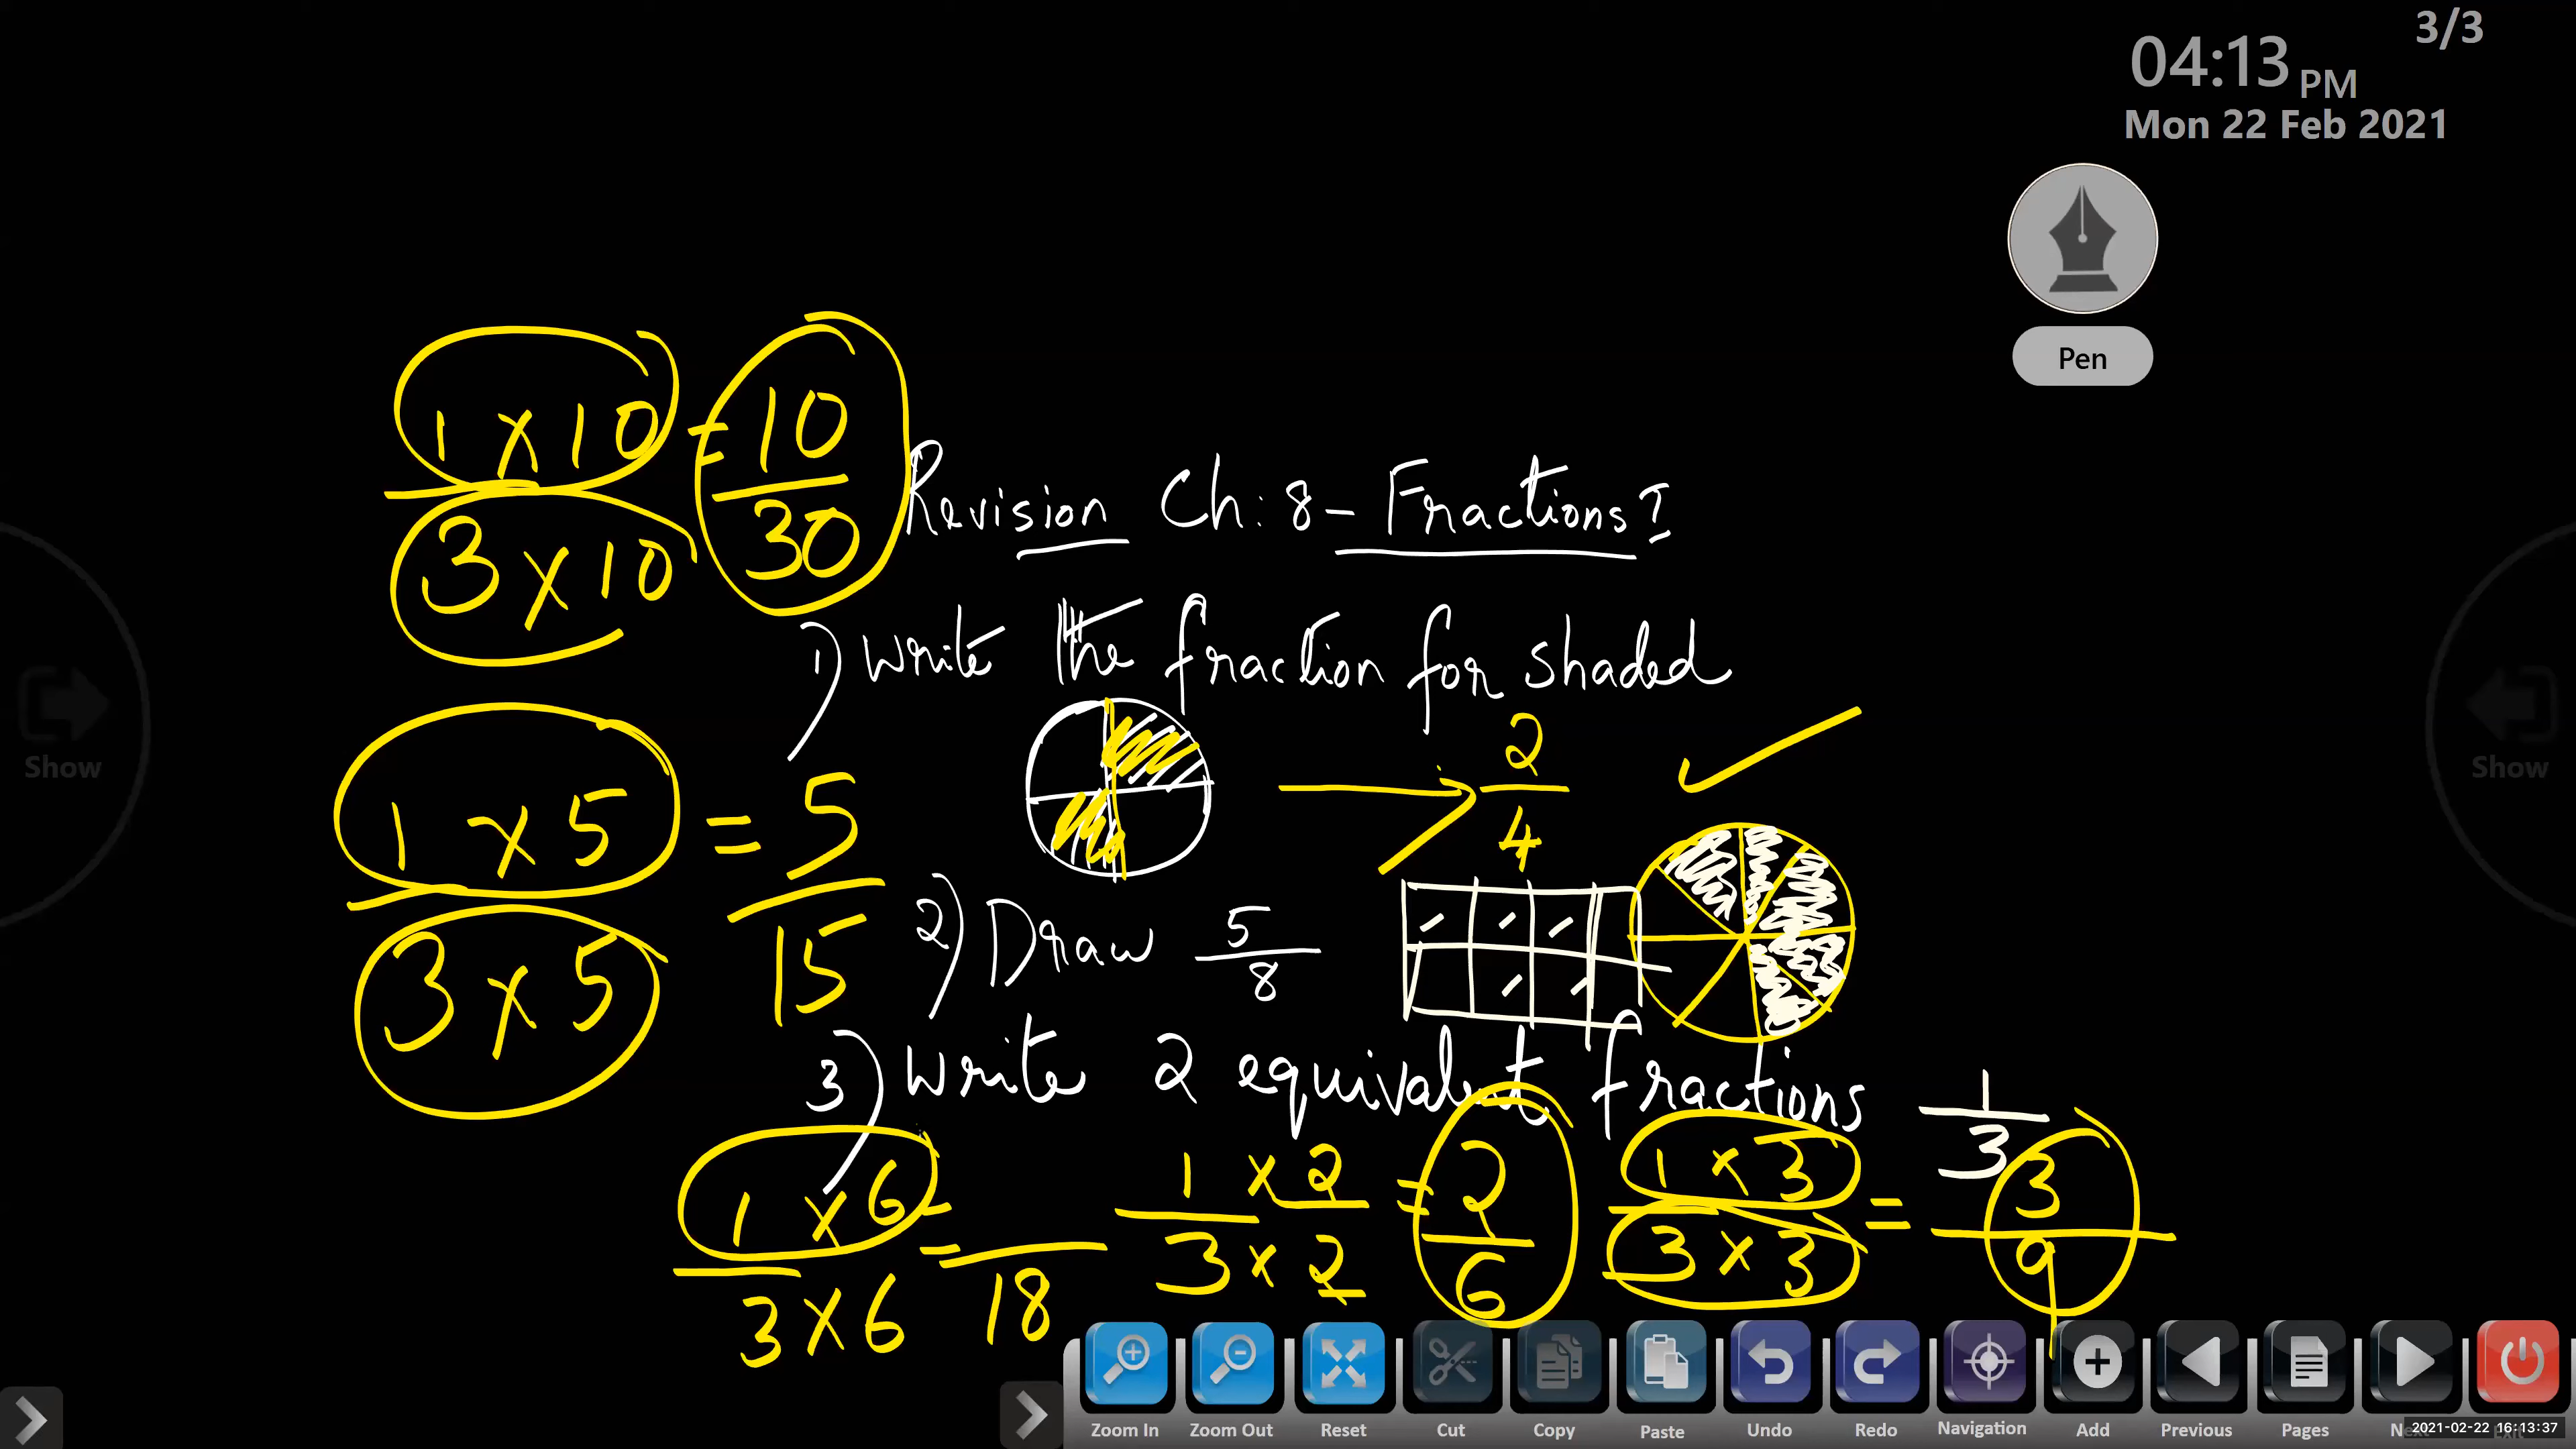 3/3
04:13 PM
Mon 22 Feb 2021
Pen
1 x 10 = 10
3 x 10 30
Revision Ch: 8 - Fractions I
1) Write the fraction for shaded
2
4
1 x 5 = 5
3 x 5 15
2) Draw 5
8
3) Write 2 equivalent fractions 1
3
1 x 6 =
3 x 6 18
1 x 2 = 2
3 x 2 6
1 x 3 = 3
3 x 3 9
Show
Show
Zoom In Zoom Out Reset Cut Copy Paste Undo Redo Navigation Add Previous Pages
2021-02-22 16:13:37